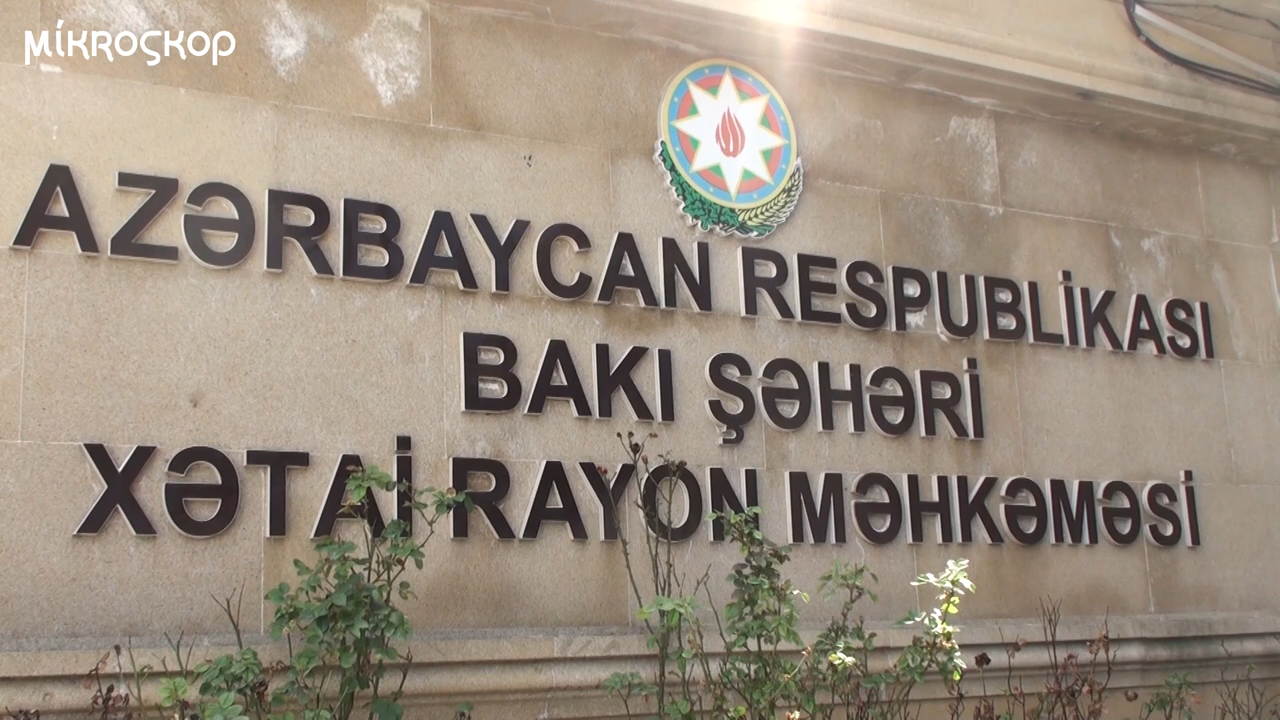 MİKROSKOP
AZƏRBAYCAN RESPUBLİKASI
BAKI ŞƏHƏRİ
XƏTAİ RAYON MƏHKƏMƏSİ